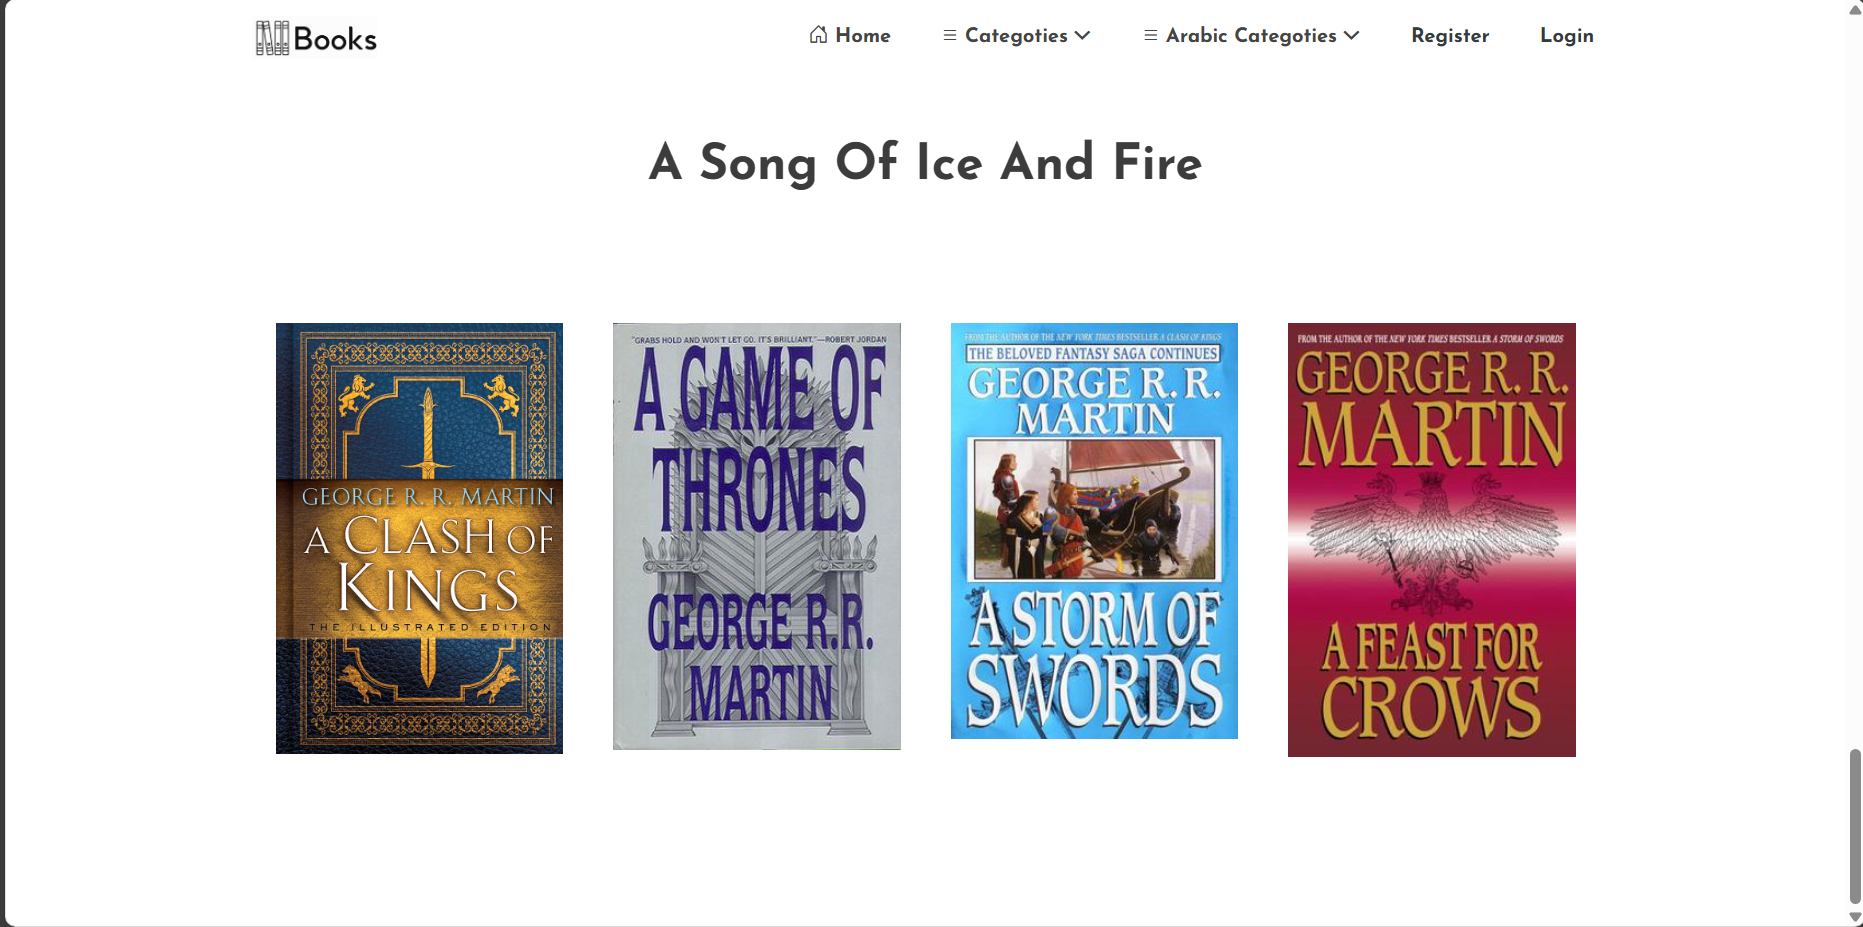 Books
Home
Categoties
Arabic Categoties
Register
Login
A Song Of Ice And Fire
GEORGE R. R. MARTIN
A CLASH OF
KINGS
THE ILLUSTRATED EDITION
"GRABS HOLD AND WON'T LET GO. IT'S BRILLIANT."—ROBERT JORDAN
A GAME OF
THRONES
GEORGE R.R.
MARTIN
FROM THE AUTHOR OF THE NEW YORK TIMES BESTSELLER A CLASH OF KINGS
THE BELOVED FANTASY SAGA CONTINUES
GEORGE R. R.
MARTIN
A STORM OF
SWORDS
FROM THE AUTHOR OF THE NEW YORK TIMES BESTSELLER A STORM OF SWORDS
GEORGE R. R.
MARTIN
A FEAST FOR
CROWS